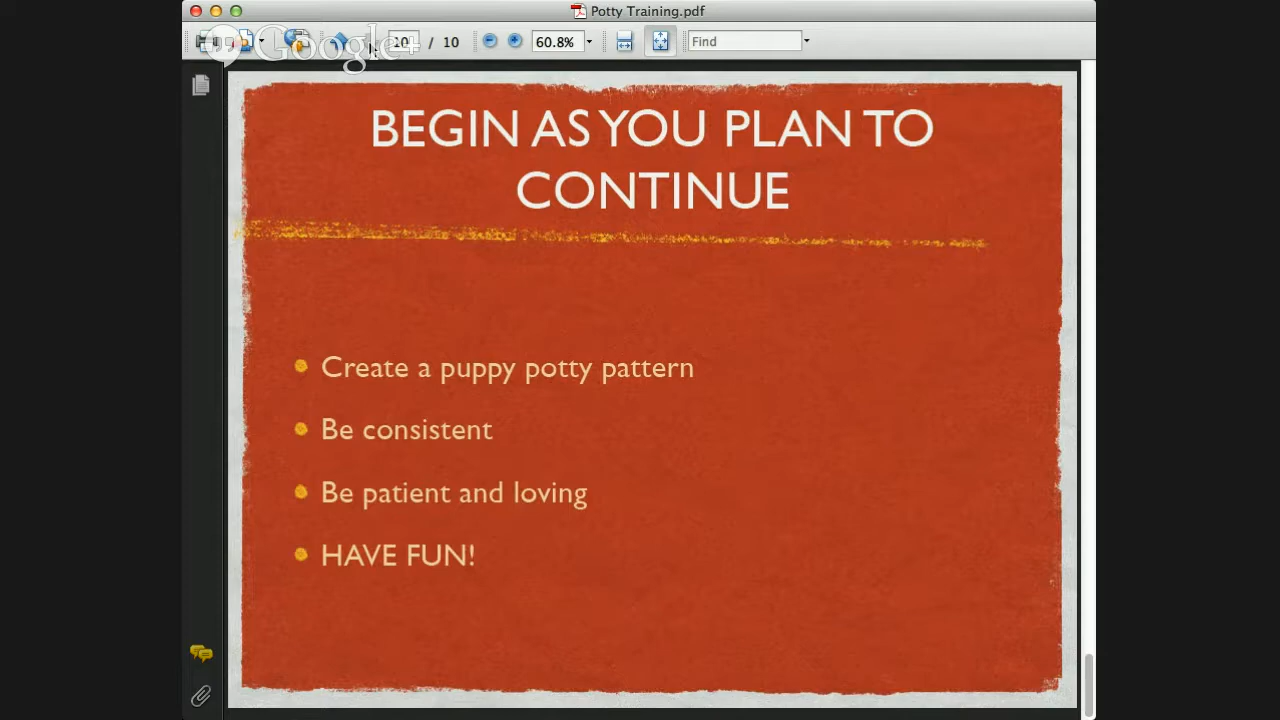 Potty Training.pdf
Google+
10 / 10
60.8%
Find
BEGIN AS YOU PLAN TO
CONTINUE
Create a puppy potty pattern
Be consistent
Be patient and loving
HAVE FUN!